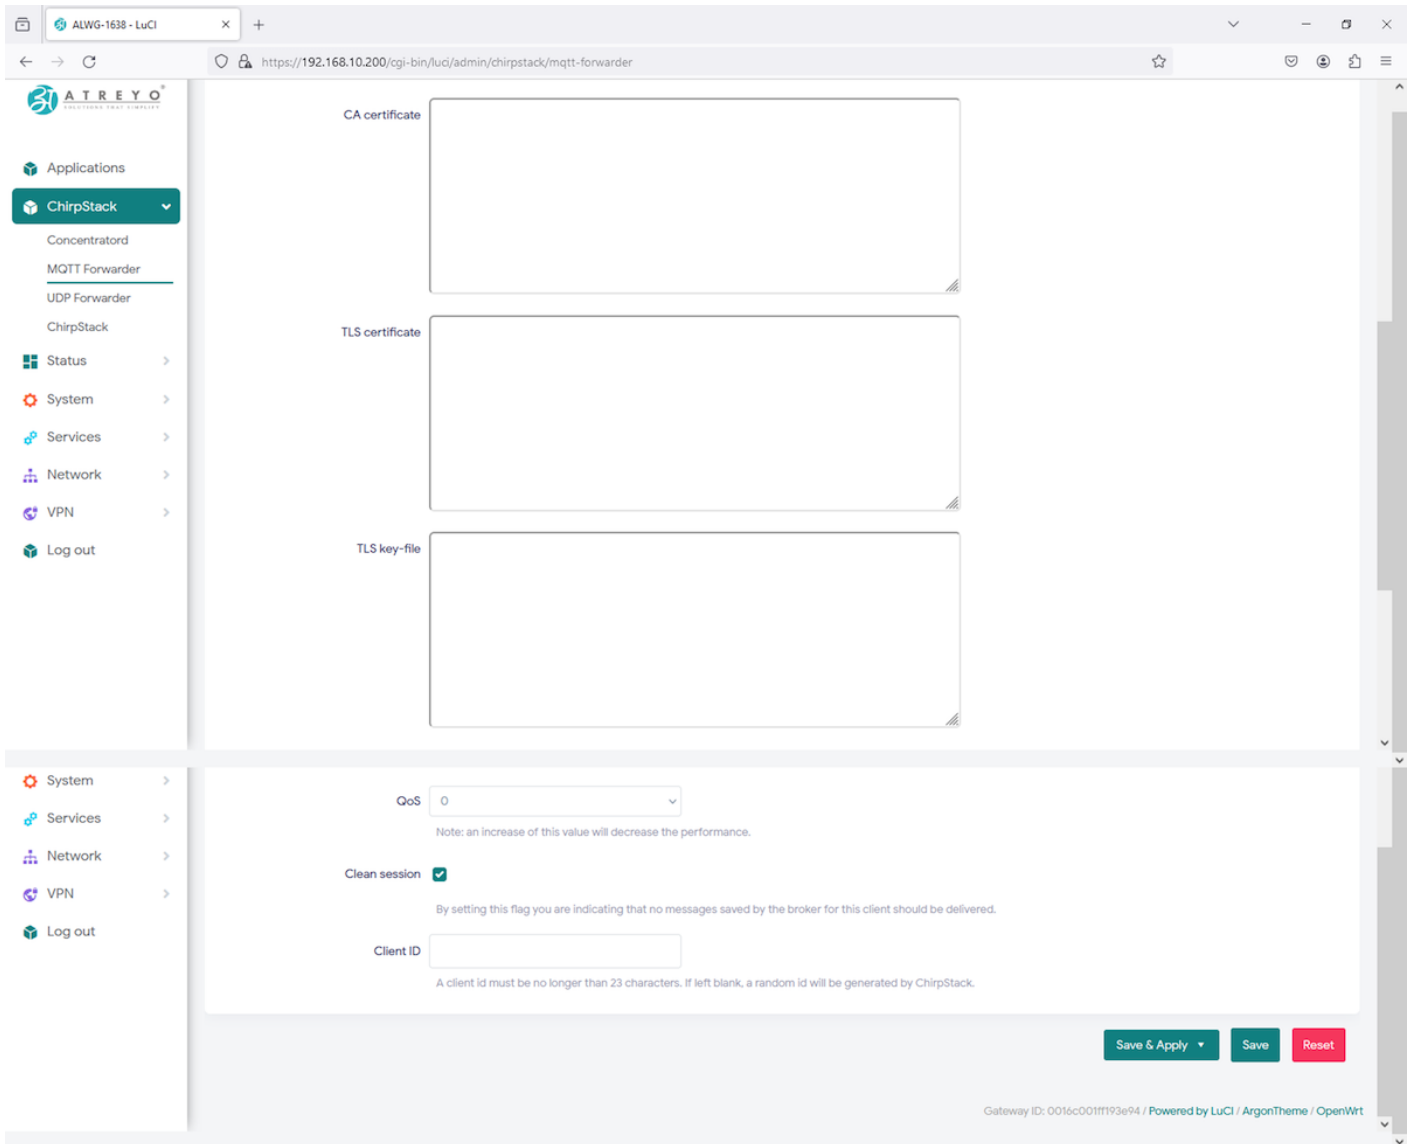 ALWG-1638 - LuCI
https://192.168.10.200/cgi-bin/luci/admin/chirpstack/mqtt-forwarder
ATREYO
SOLUTIONS THAT SIMPLIFY
Applications
ChirpStack
Concentratord
MQTT Forwarder
UDP Forwarder
ChirpStack
Status
System
Services
Network
VPN
Log out
CA certificate
TLS certificate
TLS key-file
System
Services
Network
VPN
Log out
QoS 0
Note: an increase of this value will decrease the performance.
Clean session
By setting this flag you are indicating that no messages saved by the broker for this client should be delivered.
Client ID
A client id must be no longer than 23 characters. If left blank, a random id will be generated by ChirpStack.
Save & Apply Save Reset
Gateway ID: 0016c001ff193e94 / Powered by LuCI / ArgonTheme / OpenWrt